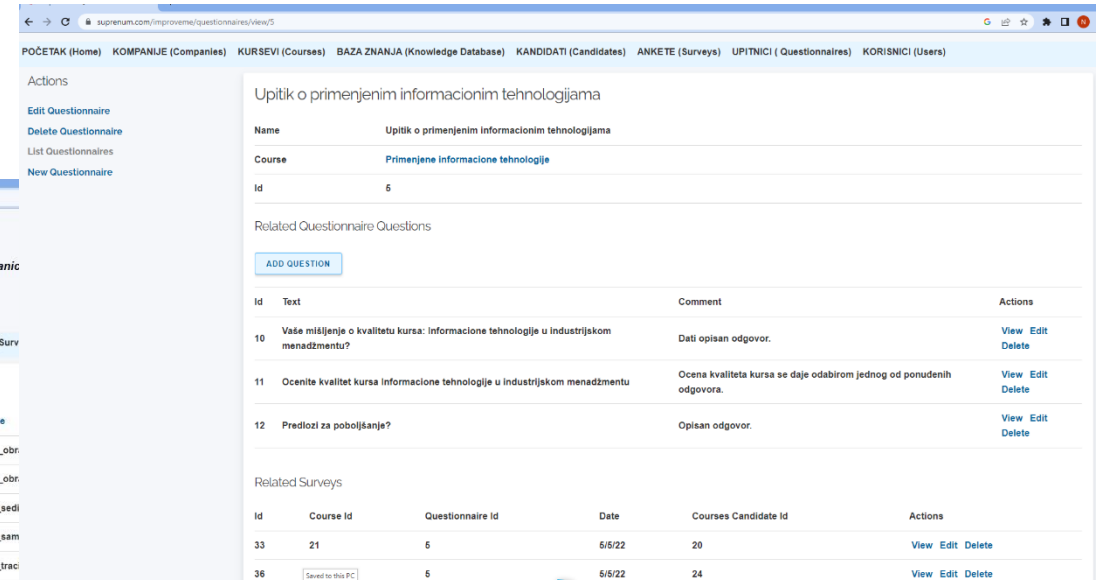 suprenum.com/improveme/questionnaires/view/5
POČETAK (Home) KOMPANIJE (Companies) KURSEVI (Courses) BAZA ZNANJA (Knowledge Database) KANDIDATI (Candidates) ANKETE (Surveys) UPITNICI ( Questionnaires) KORISNICI (Users)
Actions
Edit Questionnaire
Delete Questionnaire
List Questionnaires
New Questionnaire
Upitik o primenjenim informacionim tehnologijama
Name Upitik o primenjenim informacionim tehnologijama
Course Primenjene informacione tehnologije
Id 5
Related Questionnaire Questions
ADD QUESTION
Id Text Comment Actions
10 Vaše mišljenje o kvalitetu kursa: Informacione tehnologije u industrijskom
menadžmentu? Dati opisan odgovor. View Edit
Delete
11 Ocenite kvalitet kursa Informacione tehnologije u industrijskom menadžmentu Ocena kvaliteta kursa se daje odabirom jednog od ponuđenih
odgovora. View Edit
Delete
12 Predlozi za poboljšanje? Opisan odgovor. View Edit
Delete
Related Surveys
Id Course Id Questionnaire Id Date Courses Candidate Id Actions
33 21 5 5/5/22 20 View Edit Delete
36 Saved to this PC 5 5/5/22 24 View Edit Delete
anic
Surv
e
_obr
_obr
_sedi
_sam
_traci